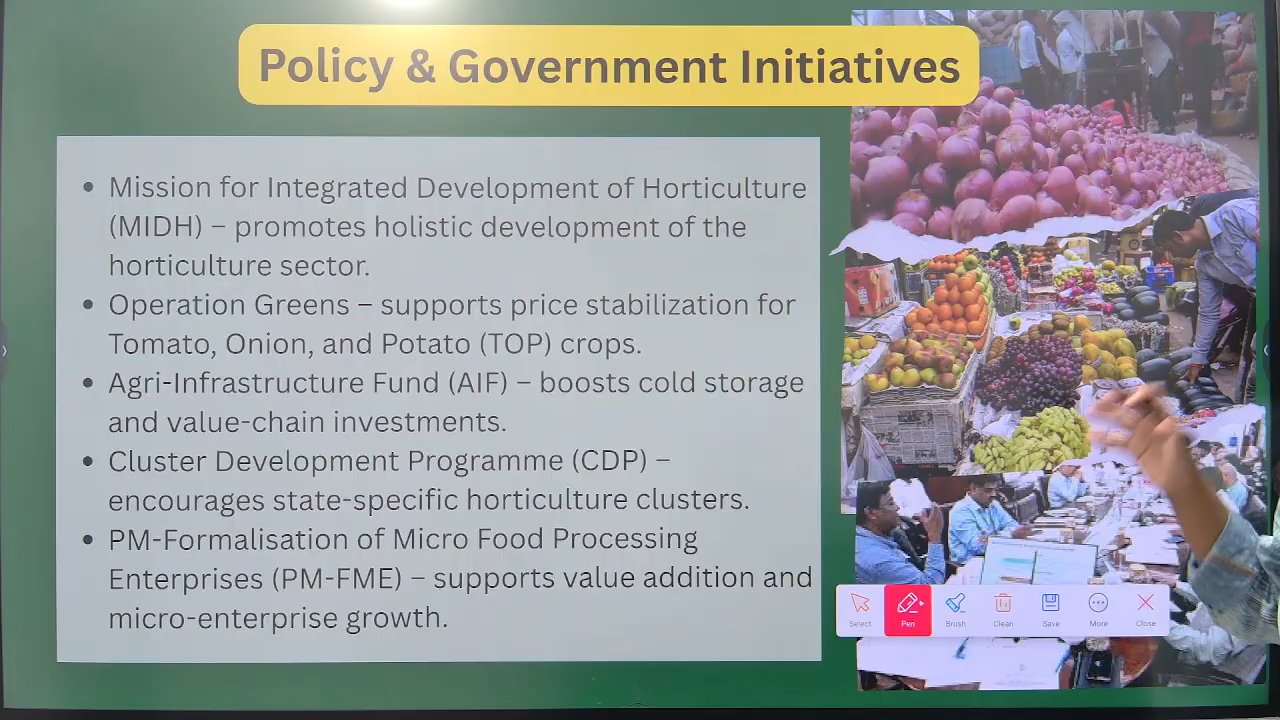 Policy & Government Initiatives
• Mission for Integrated Development of Horticulture
(MIDH) – promotes holistic development of the
horticulture sector.
• Operation Greens – supports price stabilization for
Tomato, Onion, and Potato (TOP) crops.
• Agri-Infrastructure Fund (AIF) – boosts cold storage
and value-chain investments.
• Cluster Development Programme (CDP) –
encourages state-specific horticulture clusters.
• PM-Formalisation of Micro Food Processing
Enterprises (PM-FME) – supports value addition and
micro-enterprise growth.
Select Pen Brush Clean Save More Close